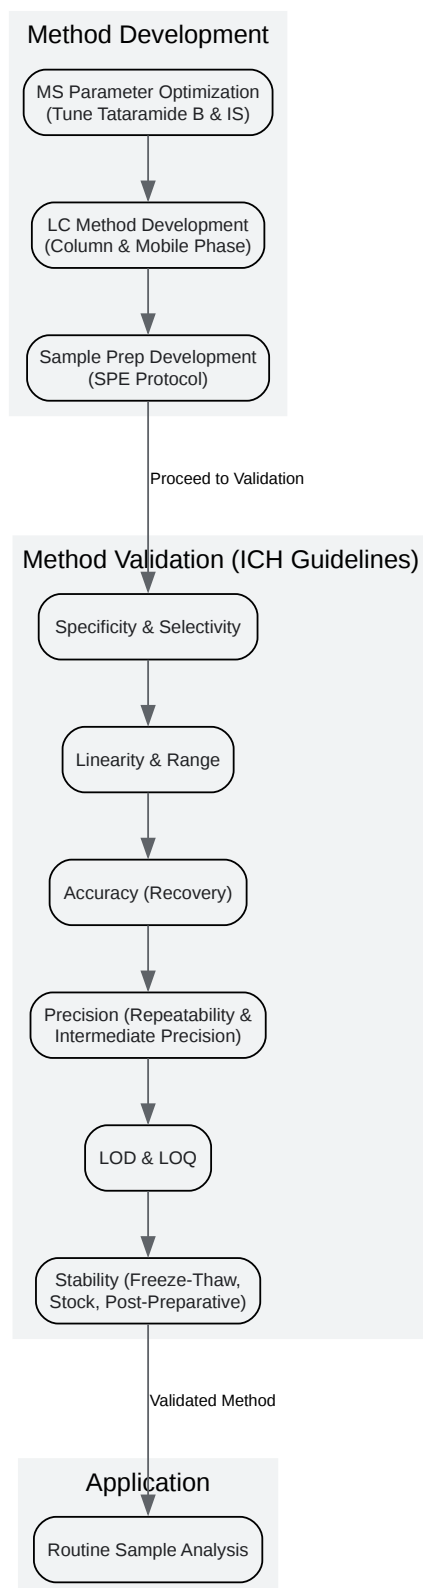 Method Development
MS Parameter Optimization
(Tune Tataramide B & IS)
LC Method Development
(Column & Mobile Phase)
Sample Prep Development
(SPE Protocol)
Proceed to Validation
Method Validation (ICH Guidelines)
Specificity & Selectivity
Linearity & Range
Accuracy (Recovery)
Precision (Repeatability &
Intermediate Precision)
LOD & LOQ
Stability (Freeze-Thaw,
Stock, Post-Preparative)
Validated Method
Application
Routine Sample Analysis